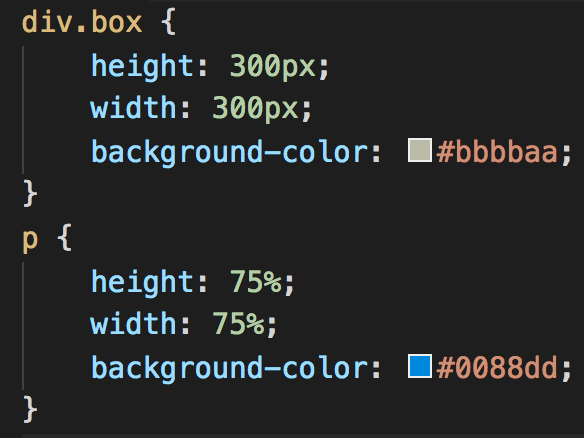 div.box {
    height: 300px;
    width: 300px;
    background-color: #bbbbaa;
}
p {
    height: 75%;
    width: 75%;
    background-color: #0088dd;
}